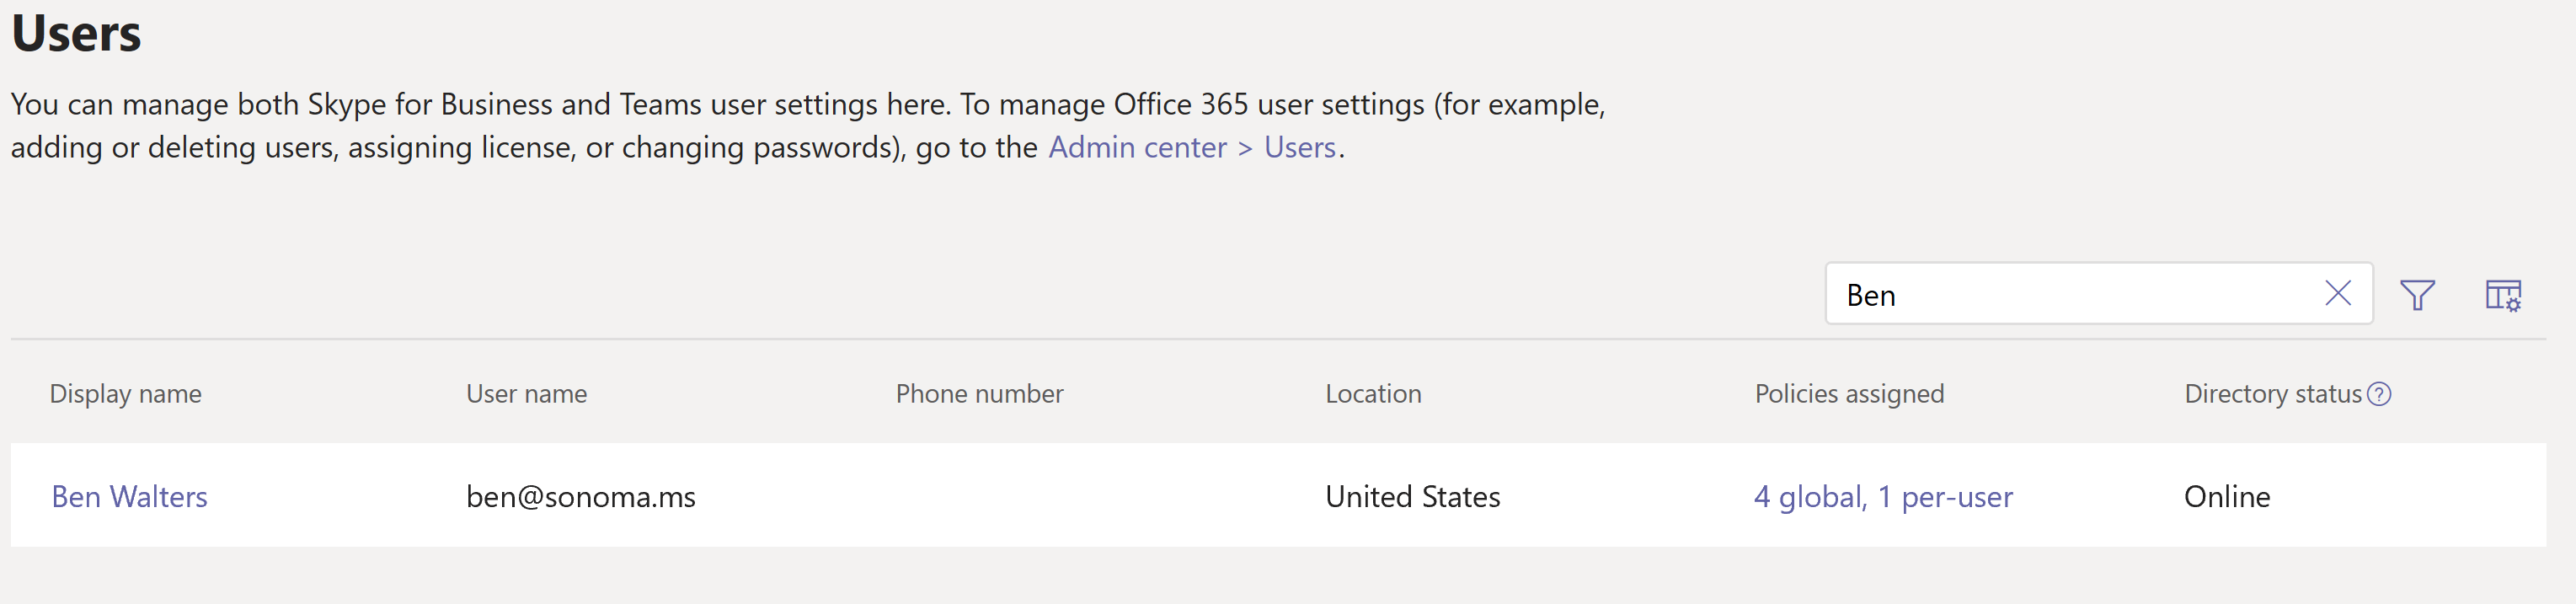 Users
You can manage both Skype for Business and Teams user settings here. To manage Office 365 user settings (for example,
adding or deleting users, assigning license, or changing passwords), go to the Admin center > Users.
Ben
Display name User name Phone number Location Policies assigned Directory status ?
Ben Walters ben@sonoma.ms United States 4 global, 1 per-user Online